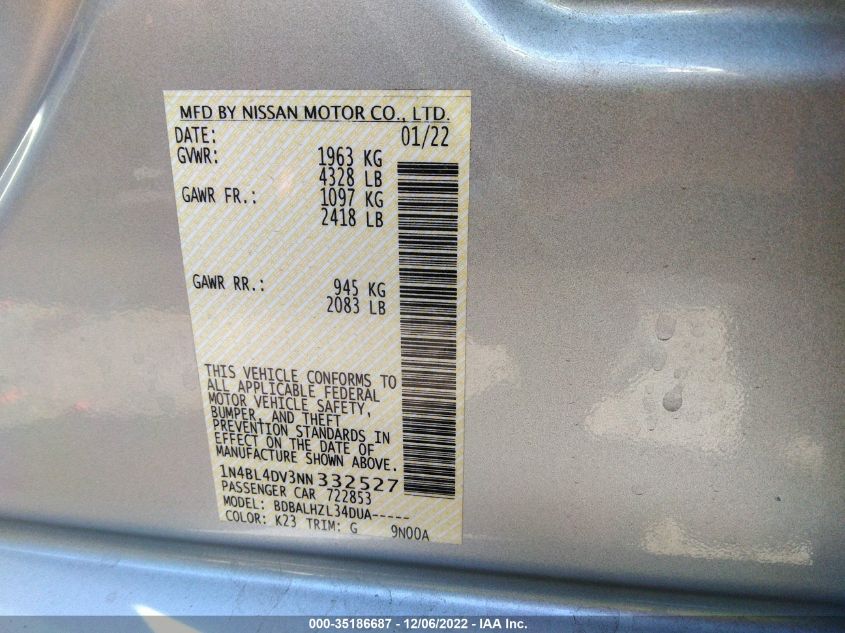 MFD BY NISSAN MOTOR CO., LTD.
DATE: 01/22
GVWR: 1963 KG
4328 LB
GAWR FR.: 1097 KG
2418 LB
GAWR RR.: 945 KG
2083 LB
THIS VEHICLE CONFORMS TO
ALL APPLICABLE FEDERAL
MOTOR VEHICLE SAFETY,
BUMPER, AND THEFT
PREVENTION STANDARDS IN
EFFECT ON THE DATE OF
MANUFACTURE SHOWN ABOVE.
1N4BL4DV3NN 332527
PASSENGER CAR 722853
MODEL: BDBALHZL34DUA-----
COLOR: K23 TRIM: G 9N00A
000-35186687 - 12/06/2022 - IAA Inc.